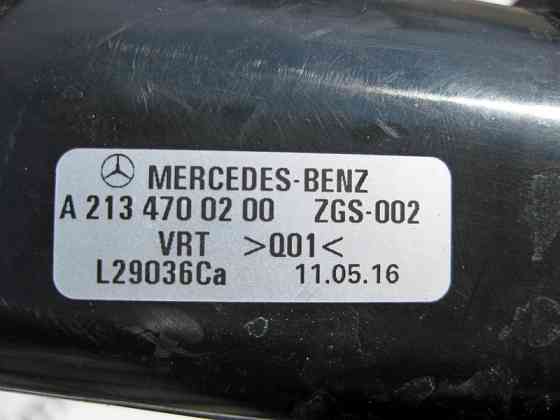 MERCEDES-BENZ
A 213 470 02 00 ZGS-002
VRT >Q01<
L29036Ca 11.05.16